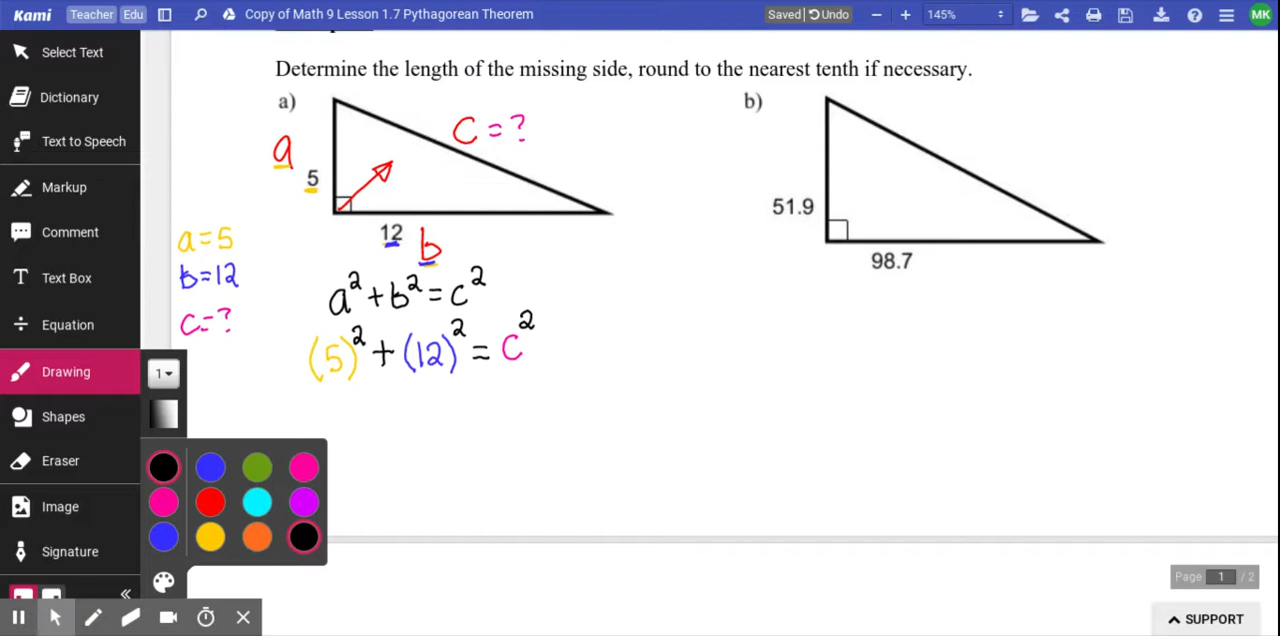 Kami Teacher Edu Copy of Math 9 Lesson 1.7 Pythagorean Theorem Saved Undo − + 145% MK
Select Text
Dictionary
Text to Speech
Markup
Comment
Text Box
Equation
Drawing
Shapes
Eraser
Image
Signature
1
Determine the length of the missing side, round to the nearest tenth if necessary.
a)
a
5
c = ?
12
b
a = 5
b = 12
c = ?
a² + b² = c²
(5)² + (12)² = c²
b)
51.9
98.7
Page 1 / 2
SUPPORT